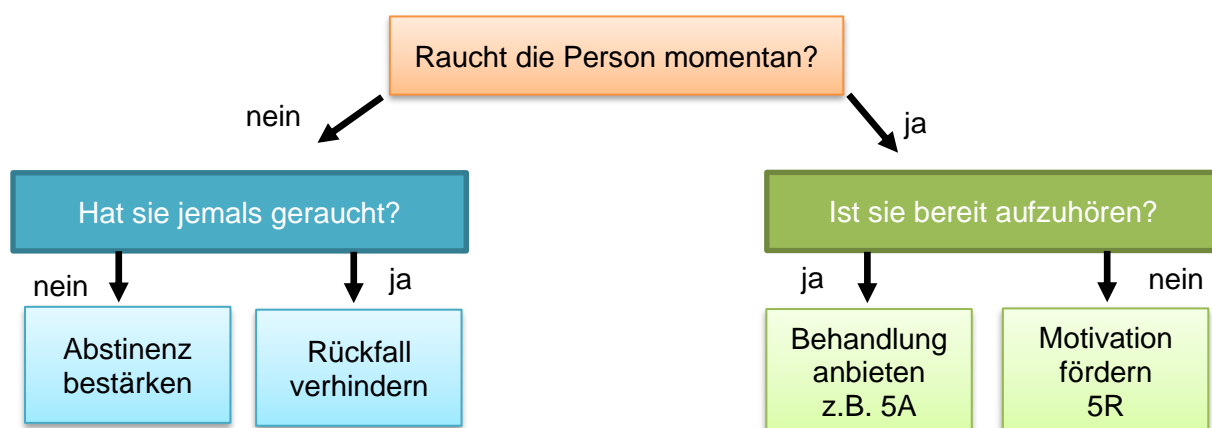 Raucht die Person momentan?
nein
ja
Hat sie jemals geraucht?
Ist sie bereit aufzuhören?
nein
ja
ja
nein
Abstinenz
bestärken
Rückfall
verhindern
Behandlung
anbieten
z.B. 5A
Motivation
fördern
5R